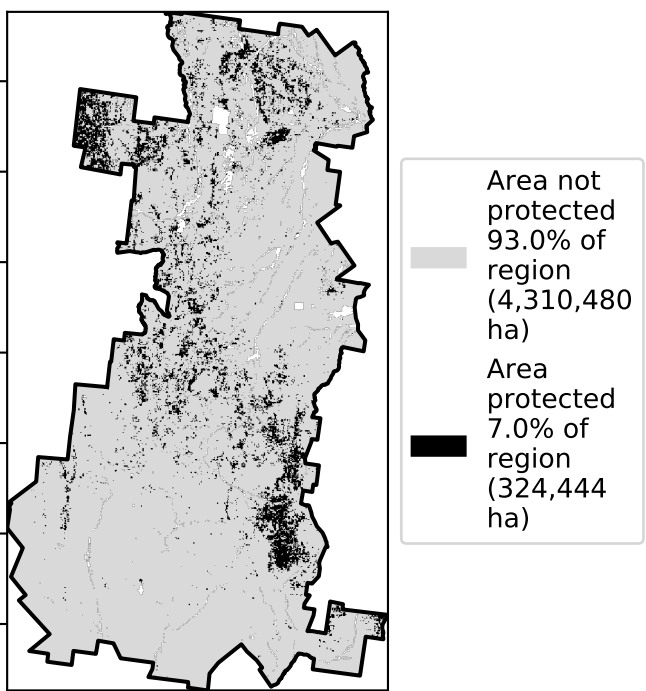 Area not
protected
93.0% of
region
(4,310,480
ha)
Area
protected
7.0% of
region
(324,444
ha)